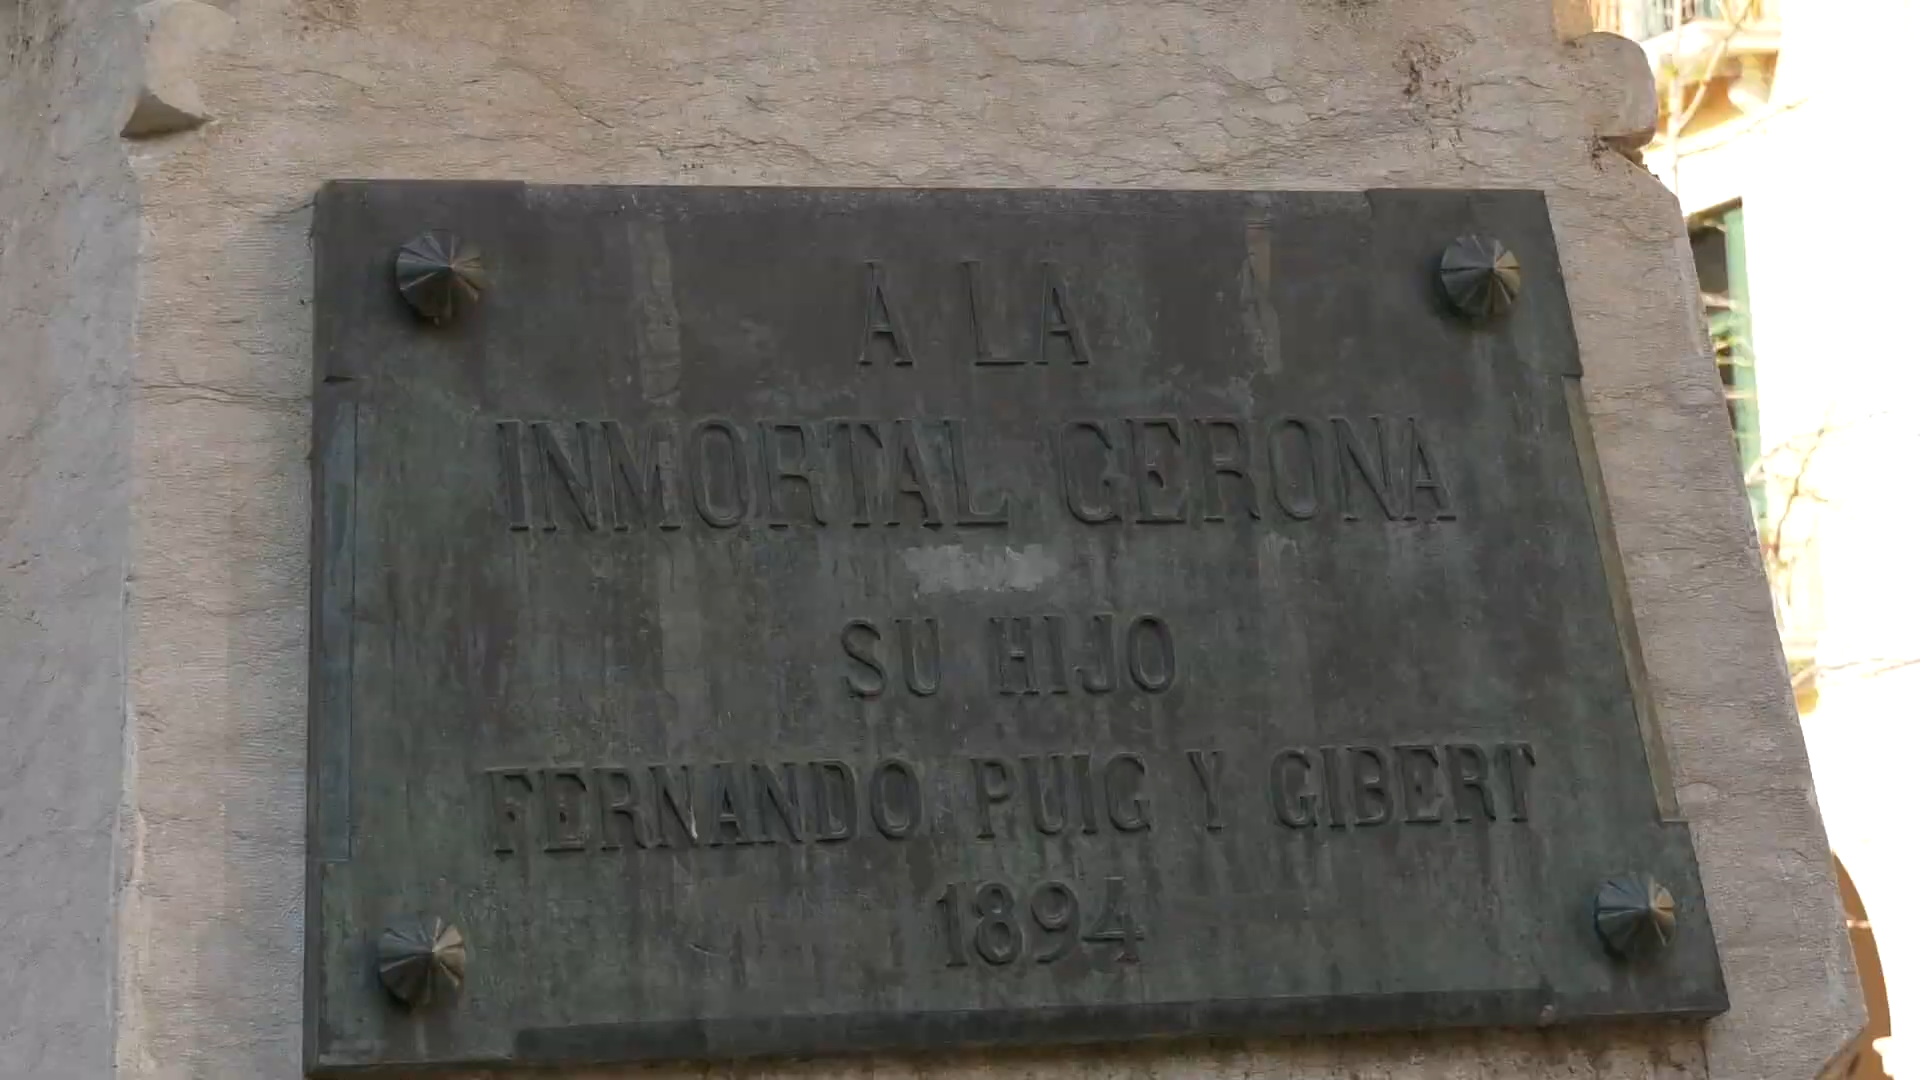 A LA
INMORTAL GERONA
SU HIJO
FERNANDO PUIG Y GIBERT
1894